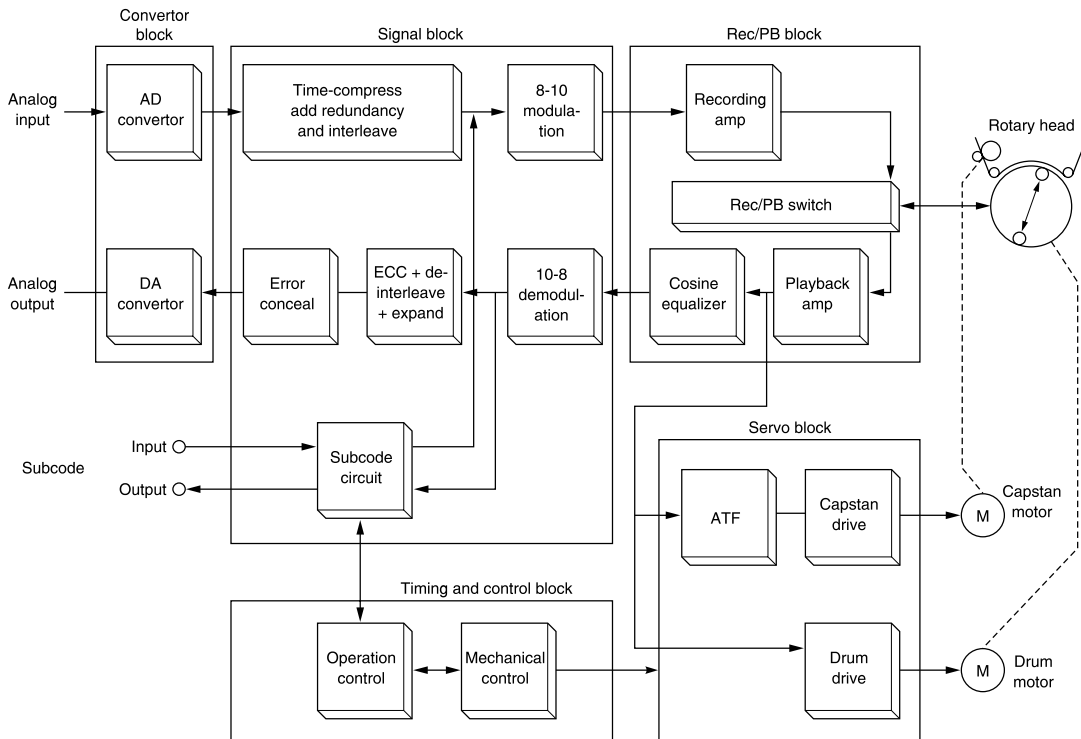 Convertor
block
Signal block
Rec/PB block
Analog
input
AD
convertor
Time-compress
add redundancy
and interleave
8-10
modula-
tion
Recording
amp
Rotary head
Rec/PB switch
Analog
output
DA
convertor
Error
conceal
ECC + de-
interleave
+ expand
10-8
demodul-
ation
Cosine
equalizer
Playback
amp
Subcode
Input
Output
Subcode
circuit
Servo block
ATF
Capstan
drive
M
Capstan
motor
Timing and control block
Operation
control
Mechanical
control
Drum
drive
M
Drum
motor